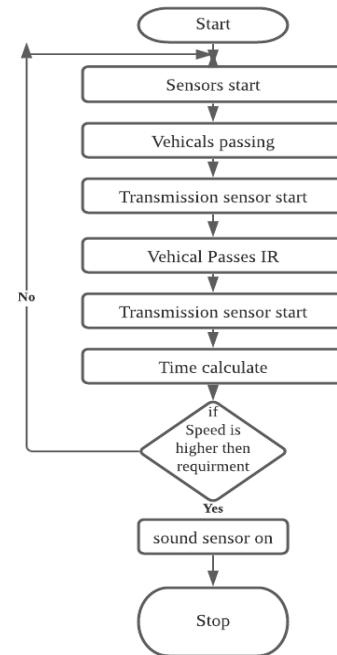 Start
Sensors start
Vehicals passing
Transmission sensor start
Vehical Passes IR
No
Transmission sensor start
Time calculate
if
Speed is
higher then
requirment
Yes
sound sensor on
Stop